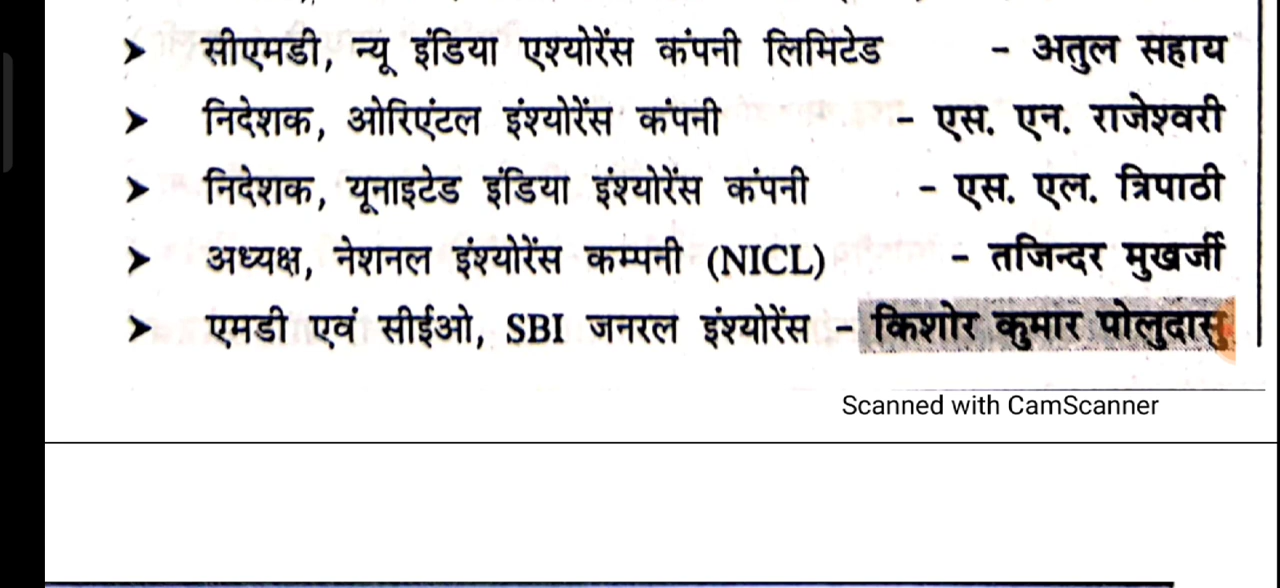 ➤ सीएमडी, न्यू इंडिया एश्योरेंस कंपनी लिमिटेड - अतुल सहाय
➤ निदेशक, ओरिएंटल इंश्योरेंस कंपनी - एस. एन. राजेश्वरी
➤ निदेशक, यूनाइटेड इंडिया इंश्योरेंस कंपनी - एस. एल. त्रिपाठी
➤ अध्यक्ष, नेशनल इंश्योरेंस कम्पनी (NICL) - तजिन्दर मुखर्जी
➤ एमडी एवं सीईओ, SBI जनरल इंश्योरेंस - किशोर कुमार पोलुदासु
Scanned with CamScanner